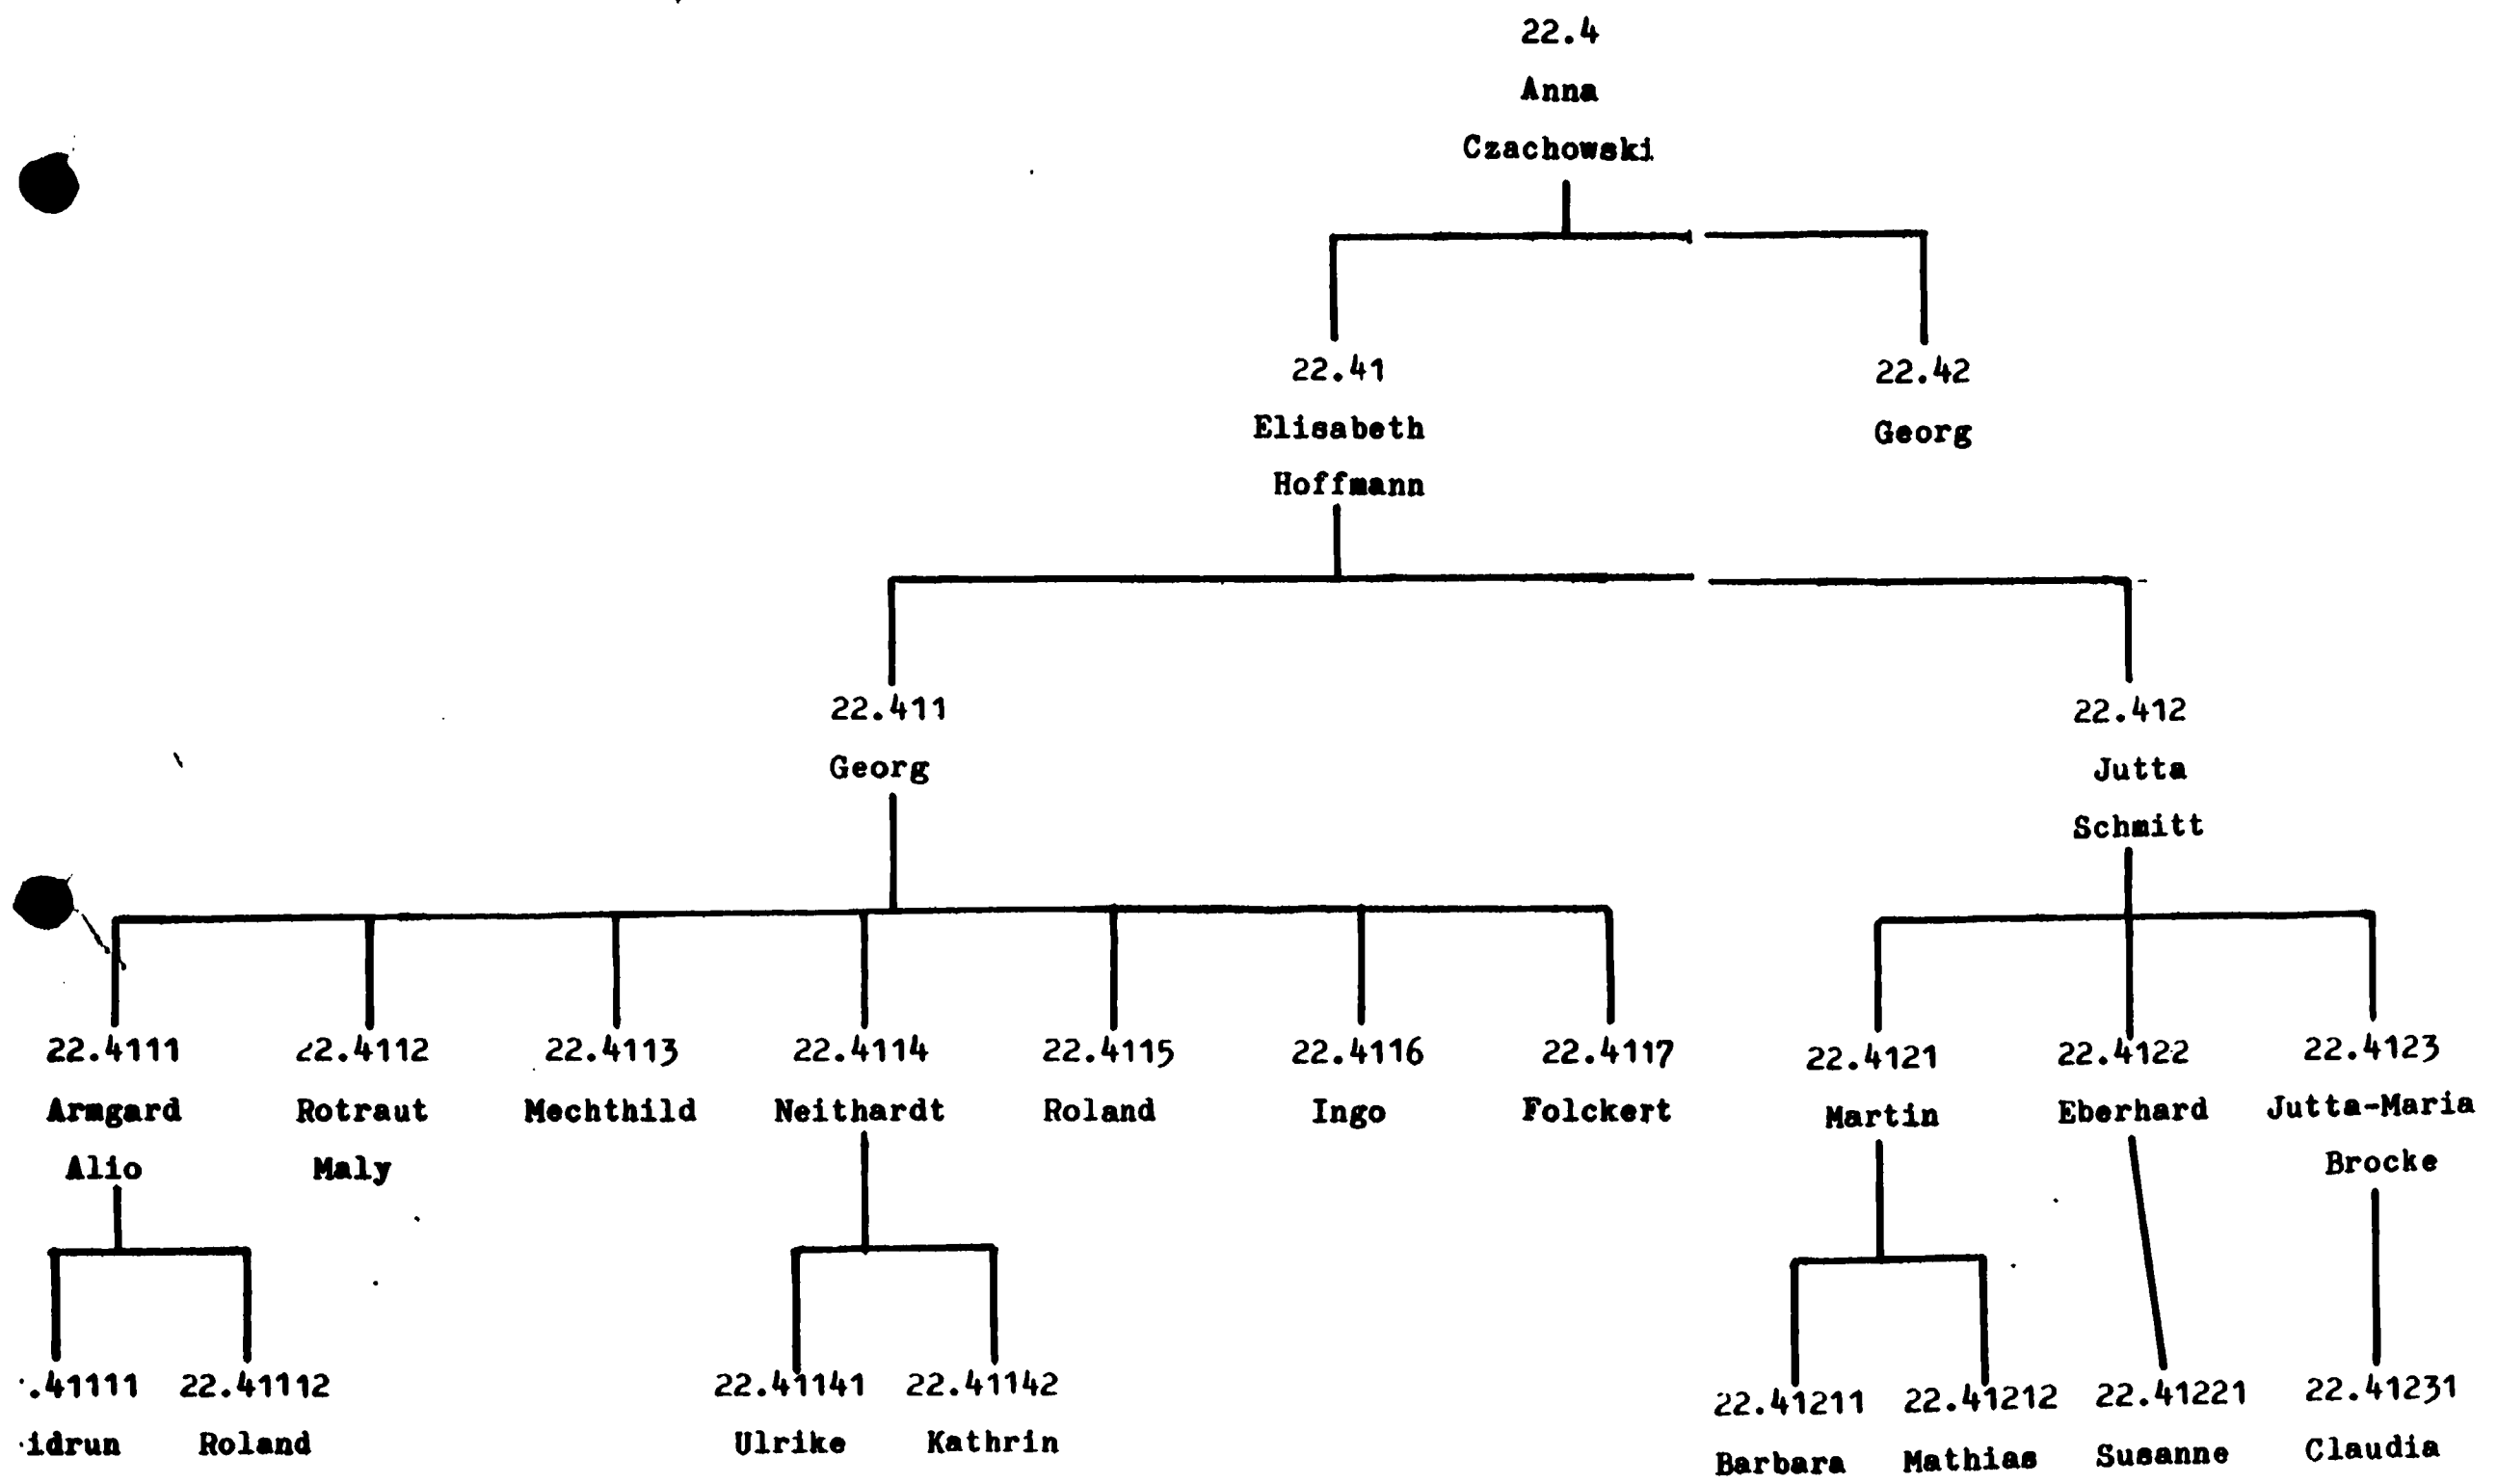 22.4
Anna
Czachowski
22.41 22.42
Elisabeth Georg
Hoffmann
22.411 22.412
Georg Jutta
Schmitt
22.4111 22.4112 22.4113 22.4114 22.4115 22.4116 22.4117 22.4121 22.4122 22.4123
Armgard Rotraut Mechthild Neithardt Roland Ingo Folckert Martin Eberhard Jutta-Maria
Alio Maly Brocke
.41111 22.41112 22.41141 22.41142 22.41211 22.41212 22.41221 22.41231
idrun Roland Ulrike Kathrin Barbara Mathias Susanne Claudia